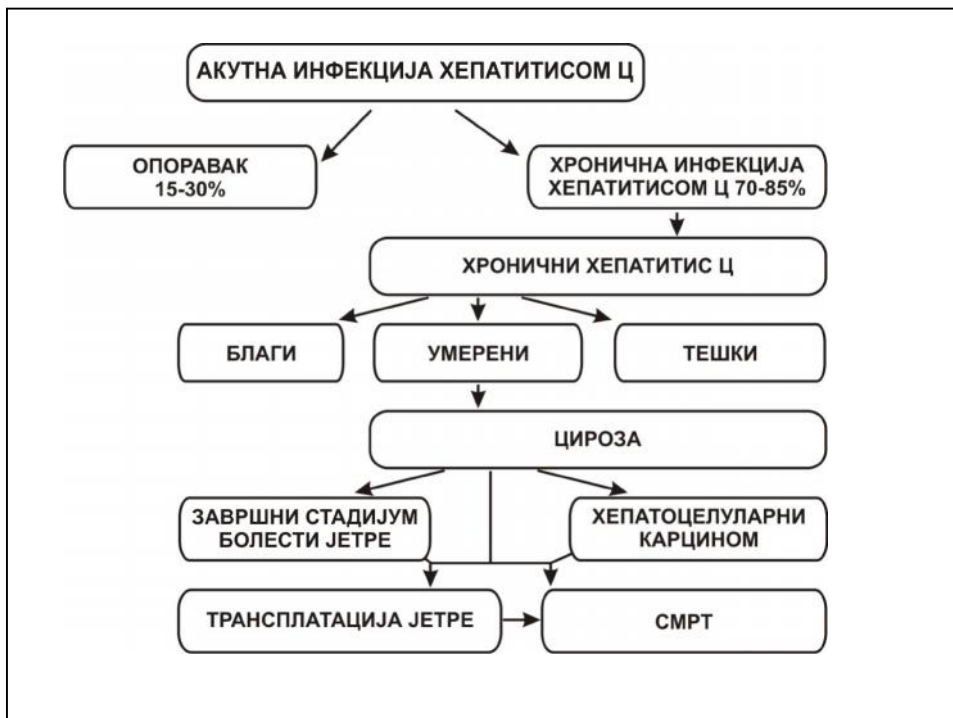 АКУТНА ИНФЕКЦИЈА ХЕПАТИТИСОМ Ц
ОПОРАВАК
15-30%
ХРОНИЧНА ИНФЕКЦИЈА
ХЕПАТИТИСОМ Ц 70-85%
ХРОНИЧНИ ХЕПАТИТИС Ц
БЛАГИ
УМЕРЕНИ
ТЕШКИ
ЦИРОЗА
ЗАВРШНИ СТАДИЈУМ
БОЛЕСТИ ЈЕТРЕ
ХЕПАТОЦЕЛУЛАРНИ
КАРЦИНОМ
ТРАНСПЛАТАЦИЈА ЈЕТРЕ
СМРТ